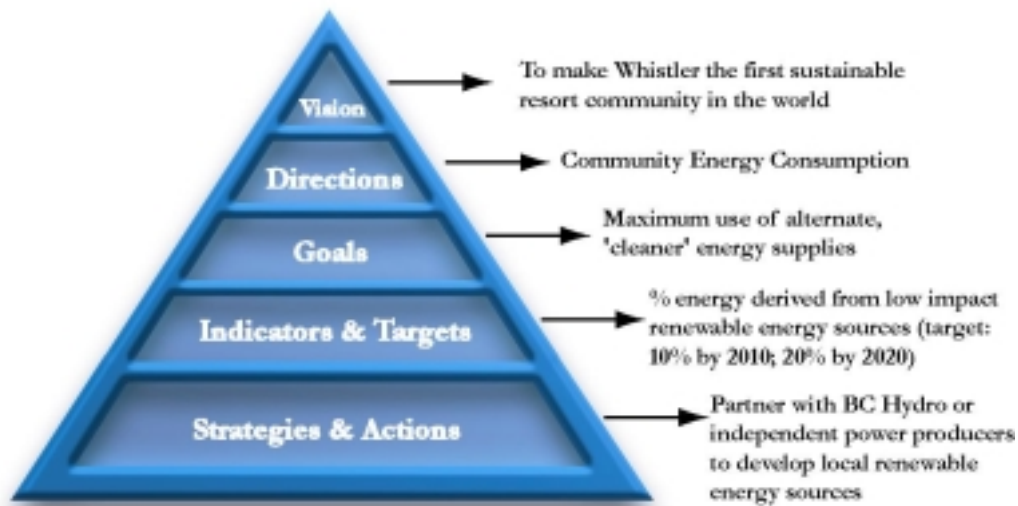 Vision
To make Whistler the first sustainable
resort community in the world
Directions
Community Energy Consumption
Goals
Maximum use of alternate,
'cleaner' energy supplies
Indicators & Targets
% energy derived from low impact
renewable energy sources (target:
10% by 2010; 20% by 2020)
Strategies & Actions
Partner with BC Hydro or
independent power producers
to develop local renewable
energy sources